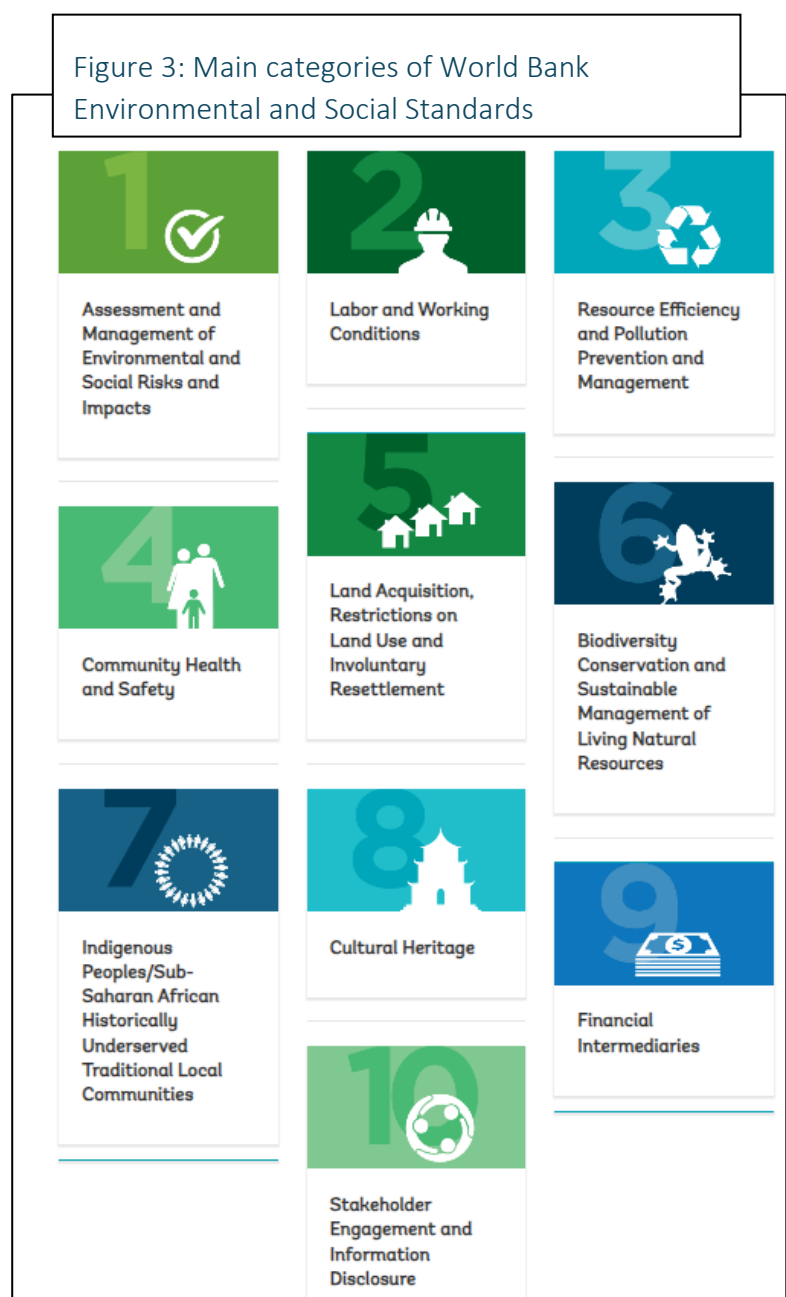 Figure 3: Main categories of World Bank
Environmental and Social Standards
1
Assessment and
Management of
Environmental and
Social Risks and
Impacts
2
Labor and Working
Conditions
3
Resource Efficiency
and Pollution
Prevention and
Management
4
Community Health
and Safety
5
Land Acquisition,
Restrictions on
Land Use and
Involuntary
Resettlement
6
Biodiversity
Conservation and
Sustainable
Management of
Living Natural
Resources
7
Indigenous
Peoples/Sub-
Saharan African
Historically
Underserved
Traditional Local
Communities
8
Cultural Heritage
9
$
Financial
Intermediaries
10
Stakeholder
Engagement and
Information
Disclosure